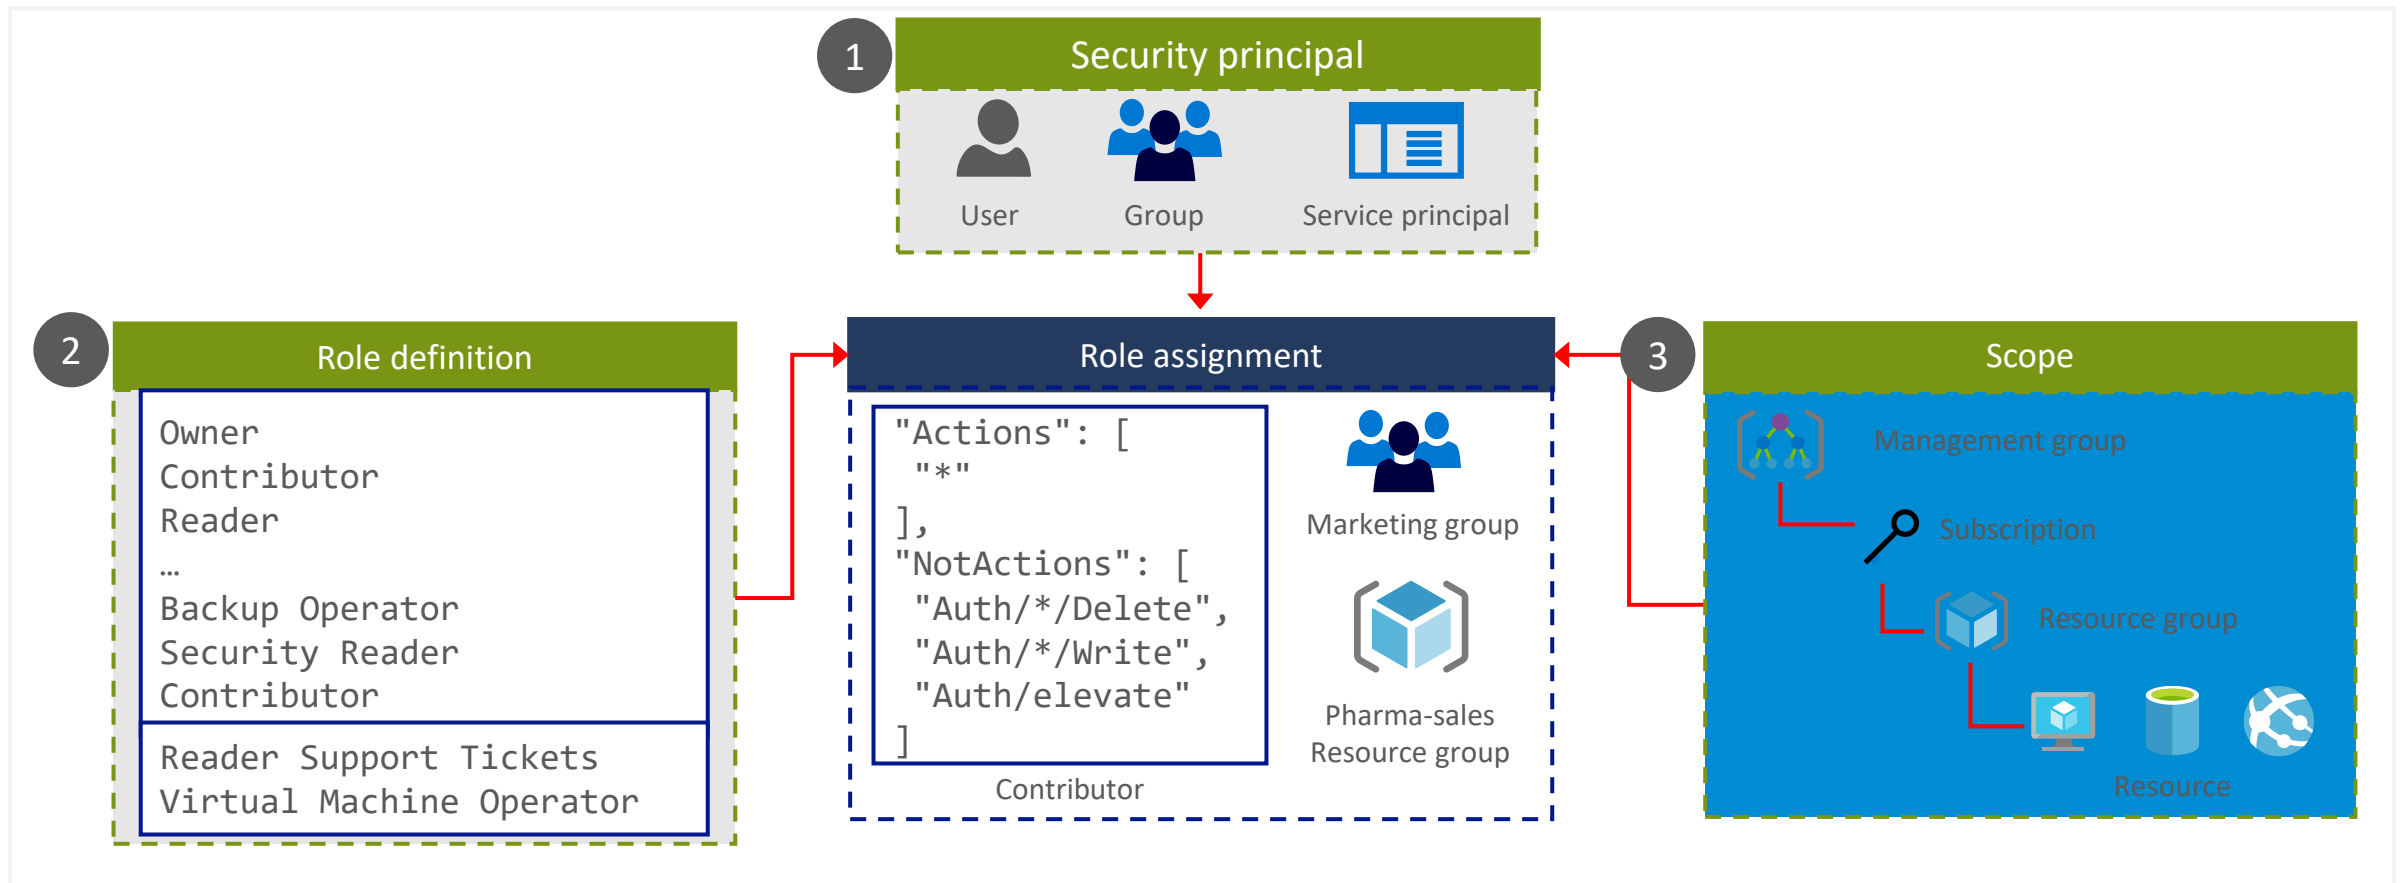 1
Security principal
User
Group
Service principal
2
Role definition
Owner
Contributor
Reader
…
Backup Operator
Security Reader
Contributor
Reader Support Tickets
Virtual Machine Operator
Role assignment
"Actions": [
"*"
],
"NotActions": [
"Auth/*/Delete",
"Auth/*/Write",
"Auth/elevate"
]
Contributor
Marketing group
Pharma-sales
Resource group
3
Scope
Management group
Subscription
Resource group
Resource